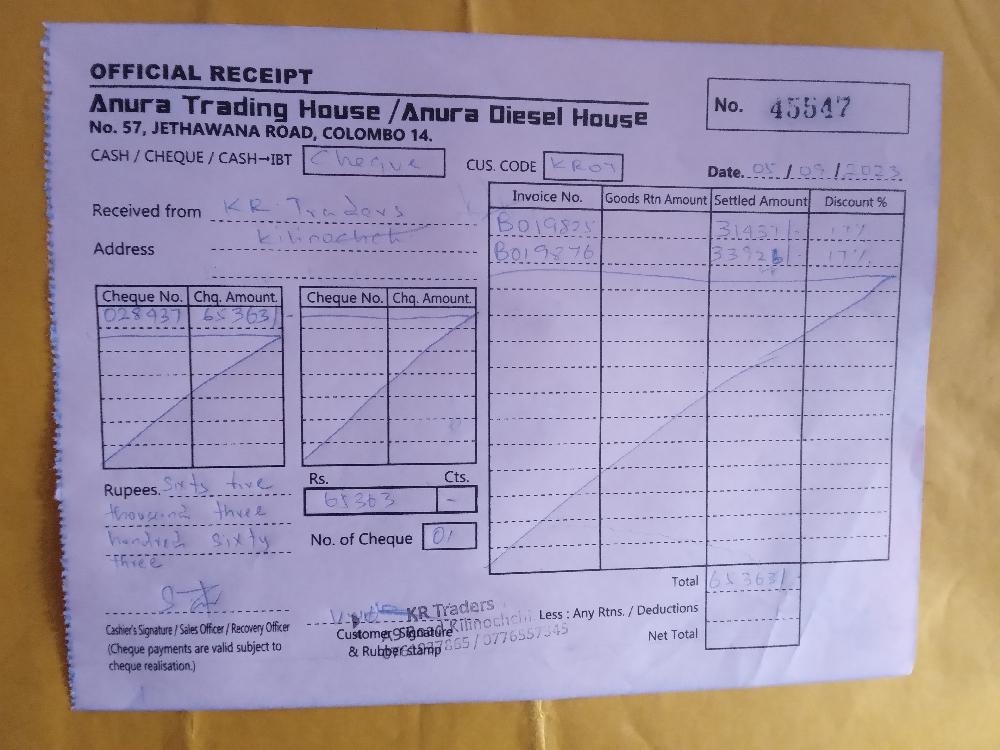 OFFICIAL RECEIPT
Anura Trading House / Anura Diesel House
No. 57, JETHAWANA ROAD, COLOMBO 14.
No. 45547
CASH / CHEQUE / CASH→IBT Cheque CUS. CODE KR07
Date. 05 / 09 / 2023
Received from KR Traders
Address Kilinochchi
Invoice No. Goods Rtn Amount Settled Amount Discount %
B019825 31437/- 17%
B019876 33926/- 17%
Cheque No. Chq. Amount. Cheque No. Chq. Amount.
028937 65363/-
Rupees. Sixty five
thousand three
hundred sixty
three
Rs. Cts.
65363 -
No. of Cheque 01
Total 65363/-
Less : Any Rtns. / Deductions
Net Total
Cashier's Signature / Sales Officer / Recovery Officer
(Cheque payments are valid subject to
cheque realisation.)
KR Traders
Road Kilinochchi
/ 0776557345
Customer Signature
& Rubber stamp